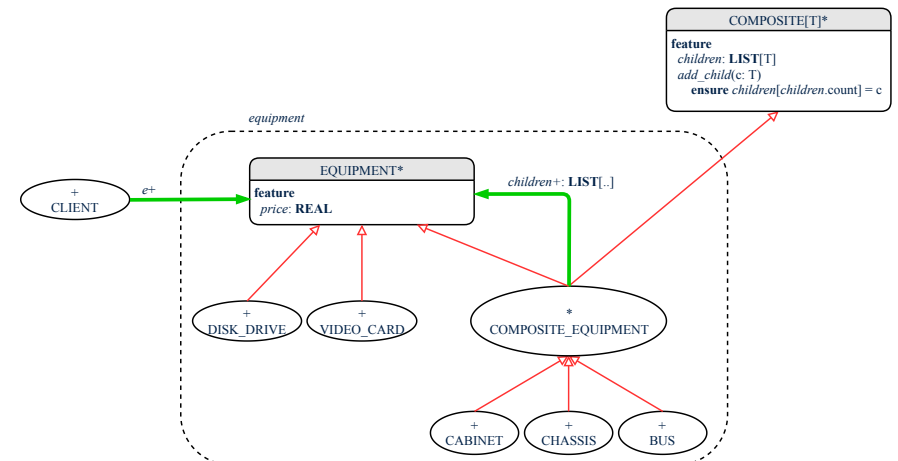 COMPOSITE[T]*
feature
children: LIST[T]
add_child(c: T)
ensure children[children.count] = c
equipment
EQUIPMENT*
feature
price: REAL
children+: LIST[..]
e+
+
CLIENT
+
DISK_DRIVE
+
VIDEO_CARD
*
COMPOSITE_EQUIPMENT
+
CABINET
+
CHASSIS
+
BUS